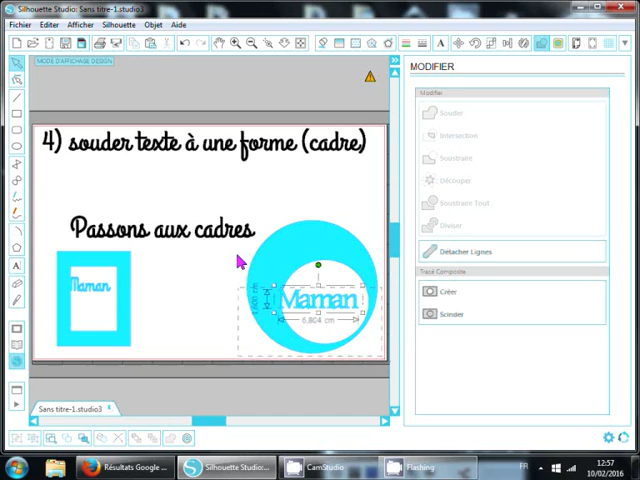 Silhouette Studio: Sans titre-1.studio3
Fichier Editer Afficher Silhouette Objet Aide
MODE D'AFFICHAGE DESIGN
4) souder texte à une forme (cadre)
Passons aux cadres
Maman
Maman
6,804 cm
MODIFIER
Modifier
Souder
Intersection
Soustraire
Découper
Soustraire Tout
Diviser
Détacher Lignes
Tracé Composite
Créer
Scinder
Sans titre-1.studio3
Résultats Google ...
Silhouette Studio:...
CamStudio
Flashing
FR
12:57
10/02/2016